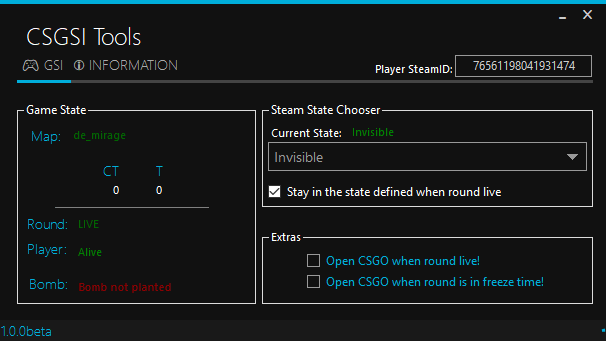 CSGSI Tools
GSI
INFORMATION
Player SteamID: 76561198041931474
Game State
Map: de_mirage
CT T
0 0
Round: LIVE
Player: Alive
Bomb: Bomb not planted
Steam State Chooser
Current State: Invisible
Invisible
Stay in the state defined when round live
Extras
Open CSGO when round live!
Open CSGO when round is in freeze time!
1.0.0beta